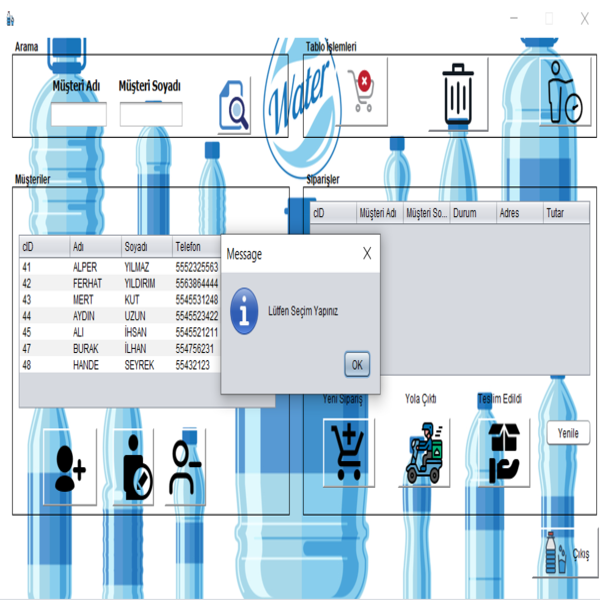 Arama
Tablo İşlemleri
Müşteri Adı Müşteri Soyadı
Water
Müşteriler
Siparişler
cID Müşteri Adı Müşteri So... Durum Adres Tutar
cID Adı Soyadı Telefon
41 ALPER YILMAZ 5552325563
42 FERHAT YILDIRIM 5563864444
43 MERT KUT 5545531248
44 AYDIN UZUN 5545523422
45 ALİ İHSAN 5545521211
47 BURAK İLHAN 554756231
48 HANDE SEYREK 55432123
Message
Lütfen Seçim Yapınız
OK
Yeni Sipariş Yola Çıktı Teslim Edildi
Yenile
Çıkış